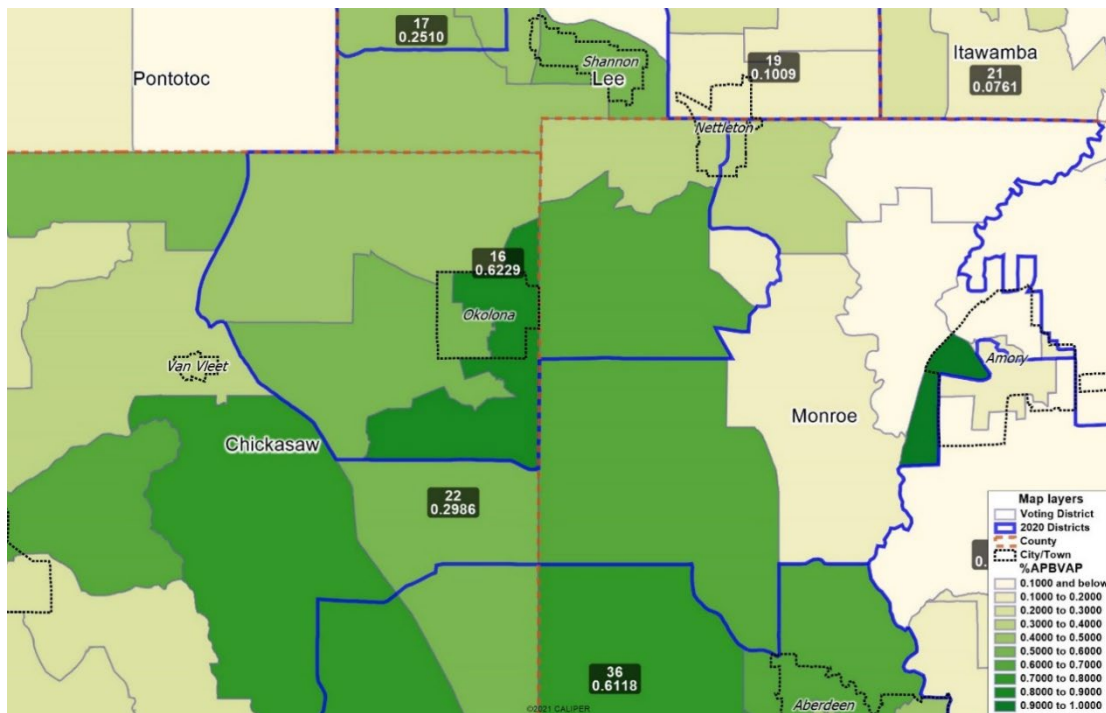 17
0.2510
Shannon
Lee
19
0.1009
Itawamba
21
0.0761
Pontotoc
Nettleton
16
0.6229
Okolona
Van Vleet
Amory
Monroe
Chickasaw
22
0.2986
36
0.6118
Aberdeen
©2021 CALIPER
Map layers
Voting District
2020 Districts
County
City/Town
%APBVAP
0.1000 and below
0.1000 to 0.2000
0.2000 to 0.3000
0.3000 to 0.4000
0.4000 to 0.5000
0.5000 to 0.6000
0.6000 to 0.7000
0.7000 to 0.8000
0.8000 to 0.9000
0.9000 to 1.0000